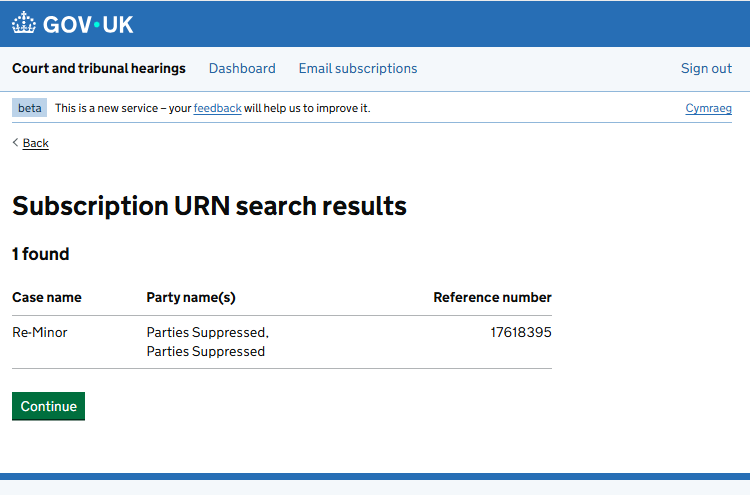 GOV·UK
Court and tribunal hearings Dashboard Email subscriptions Sign out
beta This is a new service – your feedback will help us to improve it. Cymraeg
Back
Subscription URN search results
1 found
Case name Party name(s) Reference number
Re-Minor Parties Suppressed, 17618395
Parties Suppressed
Continue